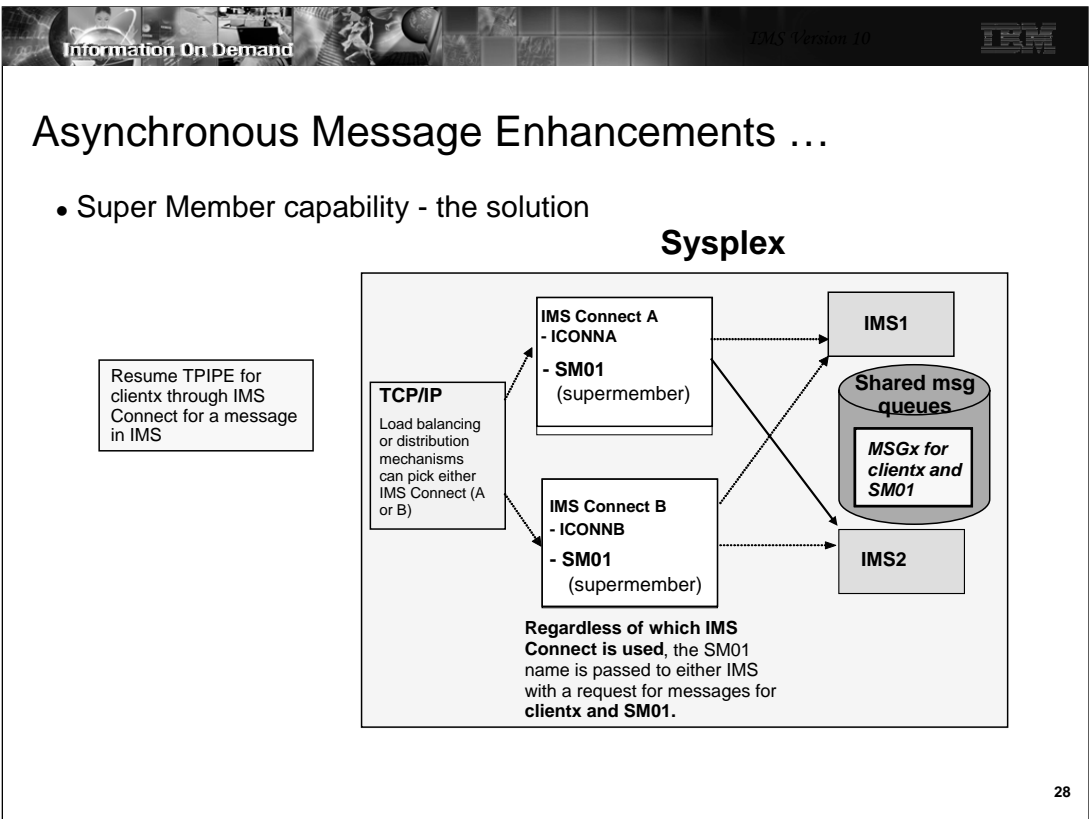 Information On Demand
IMS Version 10
IBM
Asynchronous Message Enhancements …
• Super Member capability - the solution
Sysplex
Resume TPIPE for
clientx through IMS
Connect for a message
in IMS
TCP/IP
Load balancing
or distribution
mechanisms
can pick either
IMS Connect (A
or B)
IMS Connect A
- ICONNA
- SM01
(supermember)
IMS Connect B
- ICONNB
- SM01
(supermember)
Regardless of which IMS
Connect is used, the SM01
name is passed to either IMS
with a request for messages for
clientx and SM01.
IMS1
Shared msg
queues
MSGx for
clientx and
SM01
IMS2
28